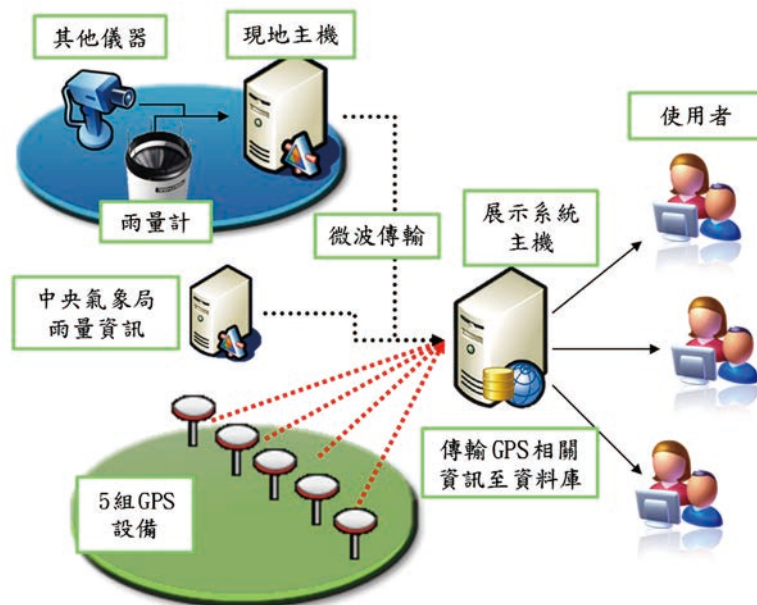 其他儀器
現地主機
使用者
雨量計
微波傳輸
展示系統
主機
中央氣象局
雨量資訊
傳輸GPS相關
資訊至資料庫
5組GPS
設備